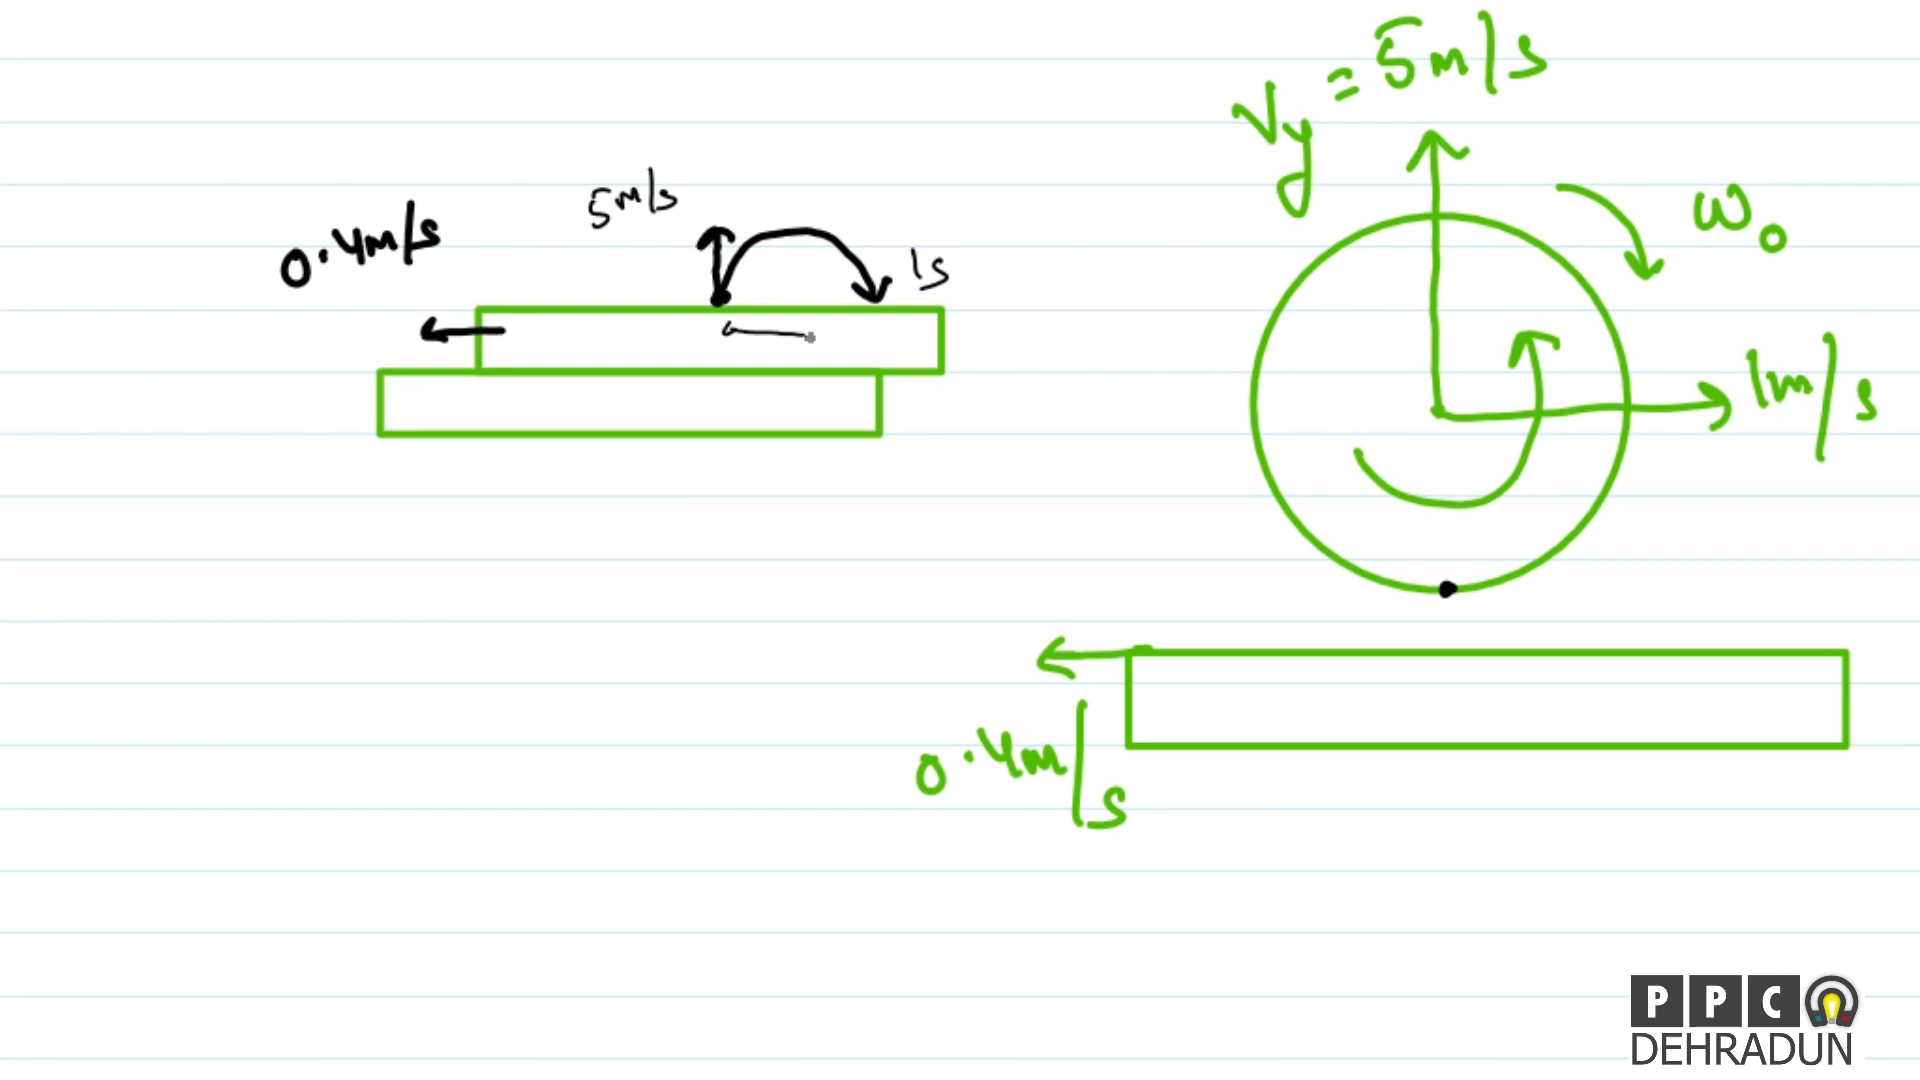 Vy = 5m/s
5m/s
ω₀
0.4m/s
1s
1m/s
0.4m/s
PPC
DEHRADUN